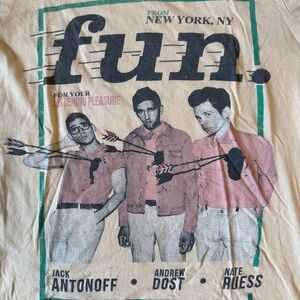 FROM
NEW YORK, NY
fun.
FOR YOUR
LISTENING PLEASURE
JACK ANTONOFF • ANDREW DOST • NATE RUESS